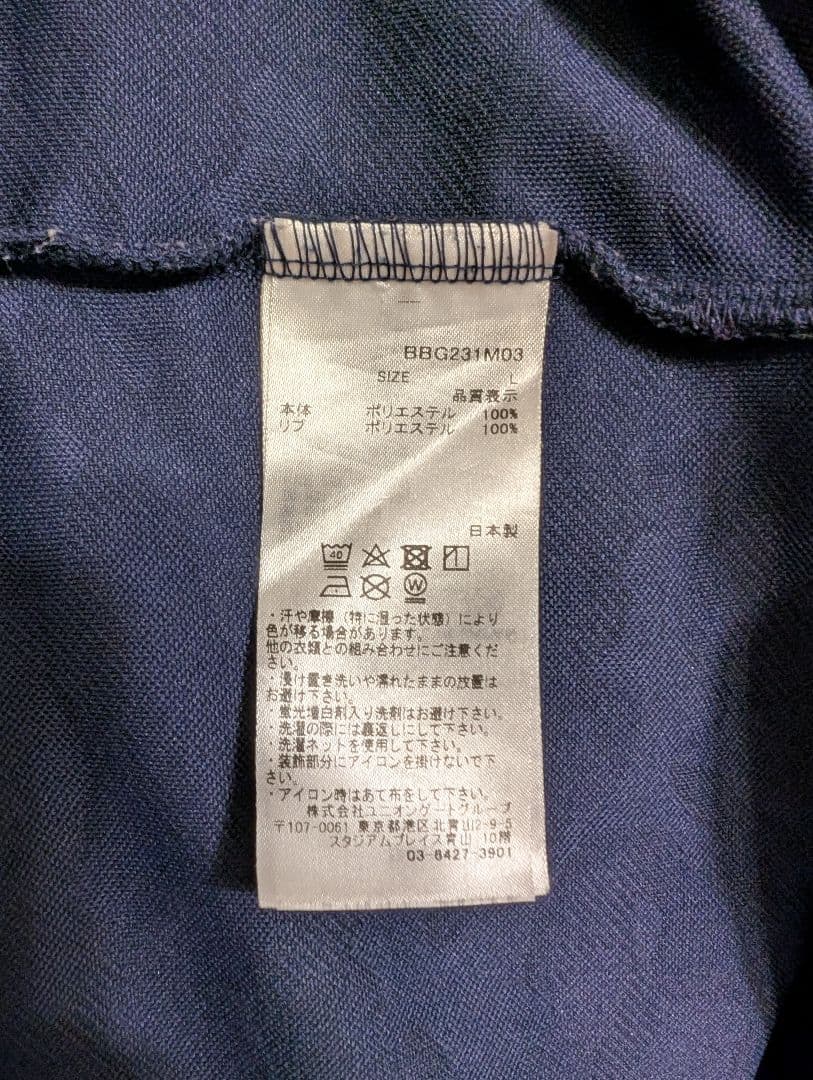 BBG231M03
SIZE L
品質表示
本体 ポリエステル 100%
リブ ポリエステル 100%
日本製
40
W
・汗や摩擦（特に湿った状態）により
色が移る場合があります。
他の衣類との組み合わせにご注意くだ
さい。
・浸け置き洗いや濡れたままの放置は
お避け下さい。
・蛍光増白剤入り洗剤はお避け下さい。
・洗濯の際には裏返しにして下さい。
・洗濯ネットを使用して下さい。
・装飾部分にアイロンを掛けないで下
さい。
・アイロン時はあて布をして下さい。
株式会社ユニオンゲートグループ
〒107-0061 東京都港区北青山2-9-5
スタジアムプレイス青山 10階
03-6427-3901